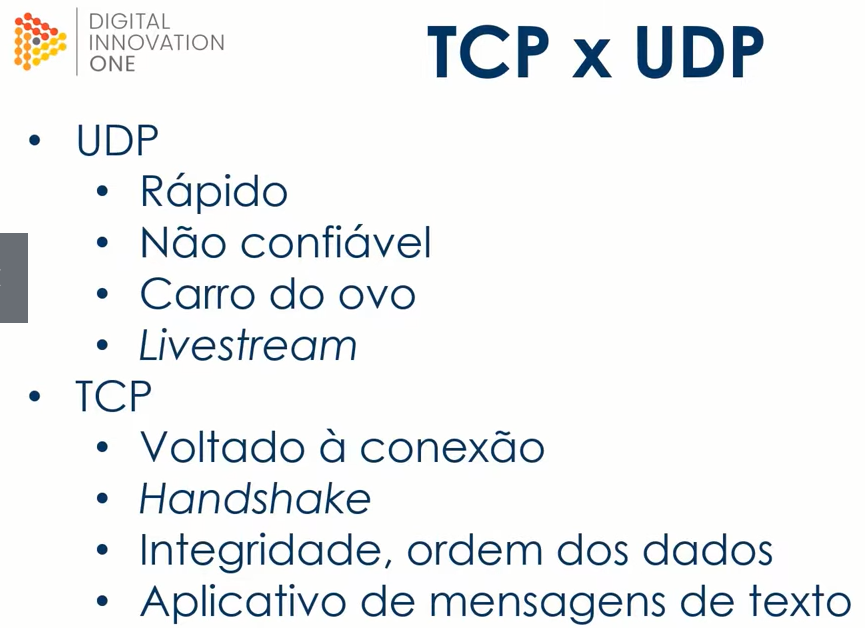 DIGITAL
INNOVATION
ONE
TCP x UDP
• UDP
• Rápido
• Não confiável
• Carro do ovo
• Livestream
• TCP
• Voltado à conexão
• Handshake
• Integridade, ordem dos dados
• Aplicativo de mensagens de texto